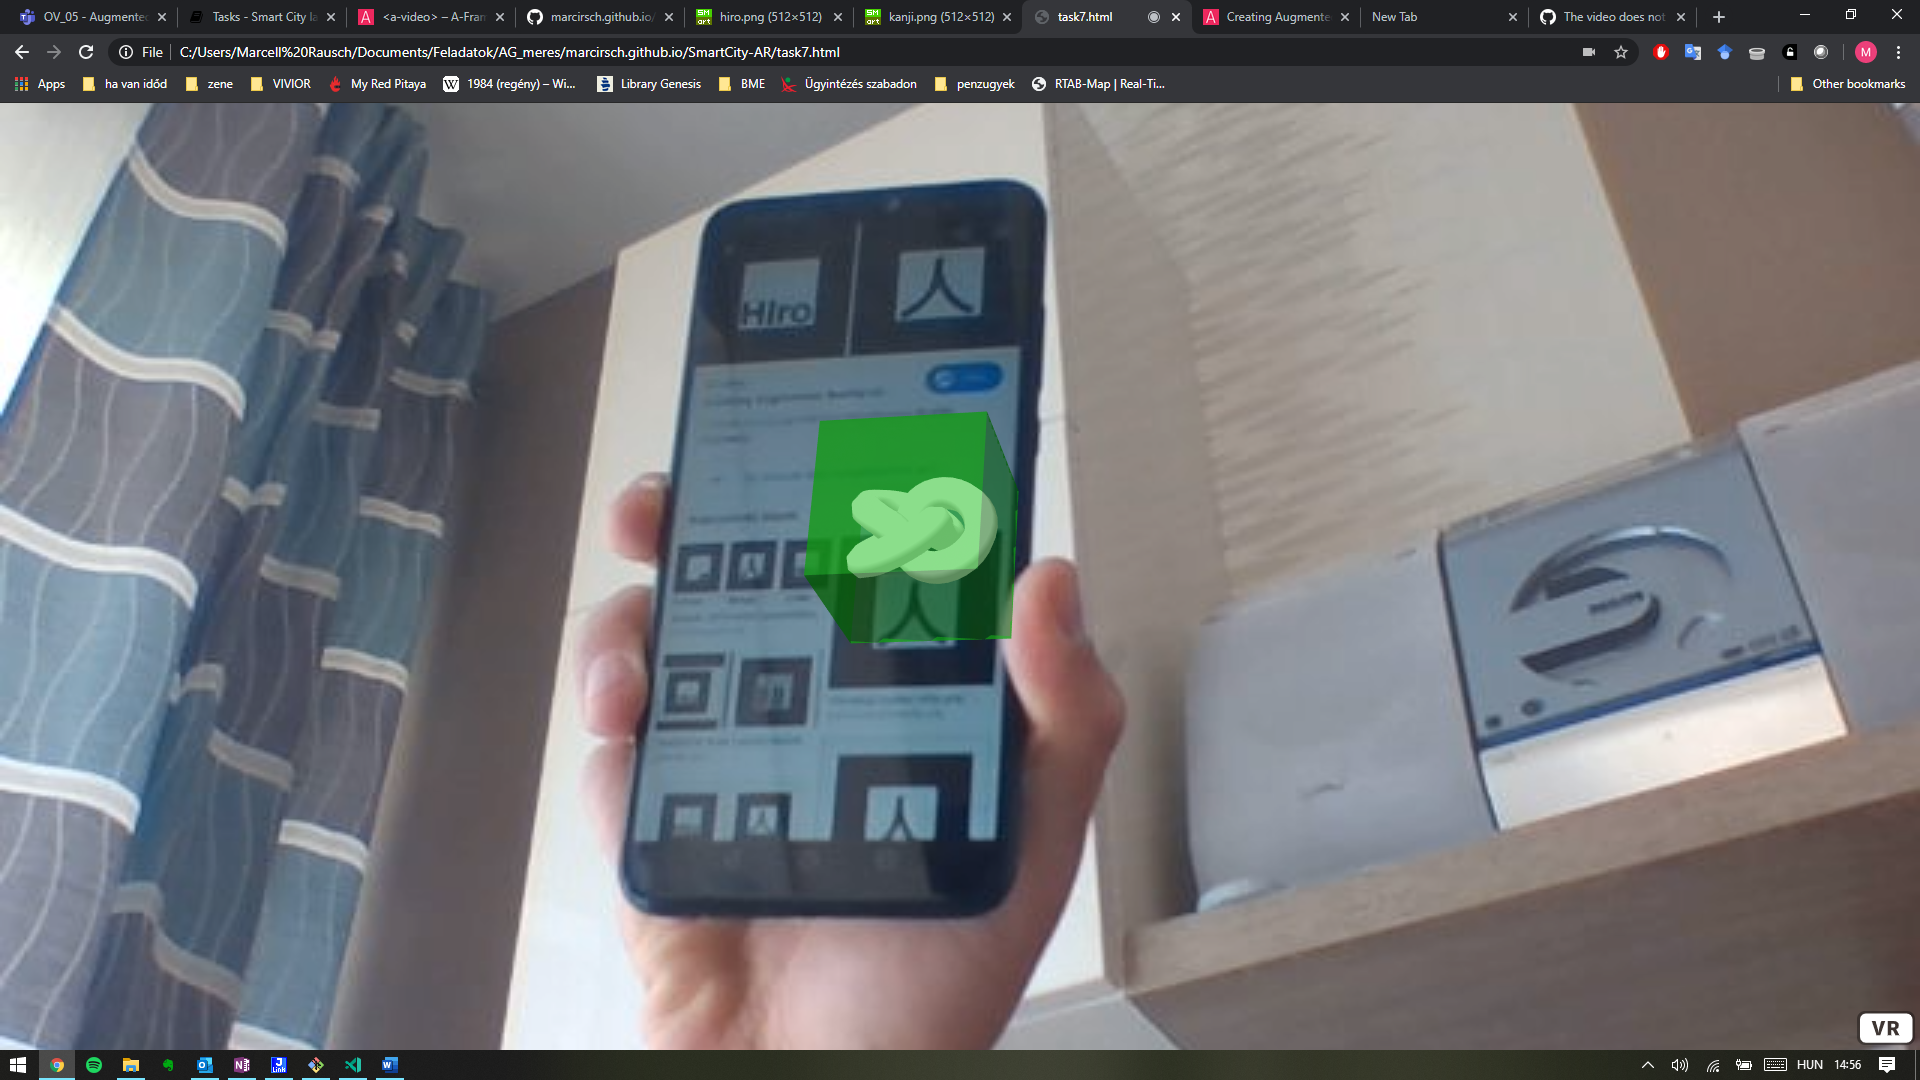 OV_05 - Augmente
Tasks - Smart City la
<a-video> – A-Fran
marcirsch.github.io/
hiro.png (512×512)
kanji.png (512×512)
task7.html
Creating Augmente
New Tab
The video does not
File
C:/Users/Marcell%20Rausch/Documents/Feladatok/AG_meres/marcirsch.github.io/SmartCity-AR/task7.html
M
Apps
ha van időd
zene
VIVIOR
My Red Pitaya
1984 (regény) – Wi...
Library Genesis
BME
Ügyintézés szabadon
penzugyek
RTAB-Map | Real-Ti...
Other bookmarks
Hiro
人
VR
HUN
14:56